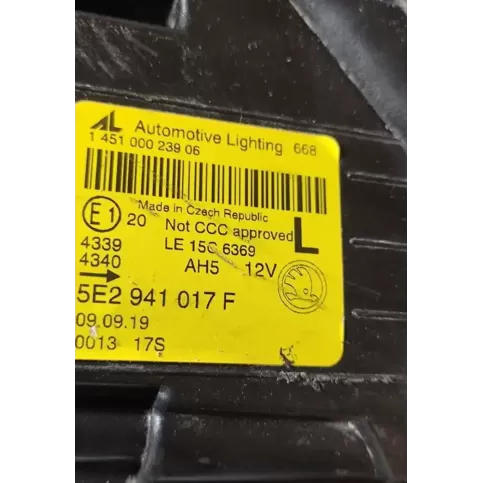 AL Automotive Lighting 668
1 451 000 239 06
Made in Czech Republic
E1 20 Not CCC approved L
4339 LE 15C 6369
4340 AH5 12V
5E2 941 017 F
09.09.19
0013 17S